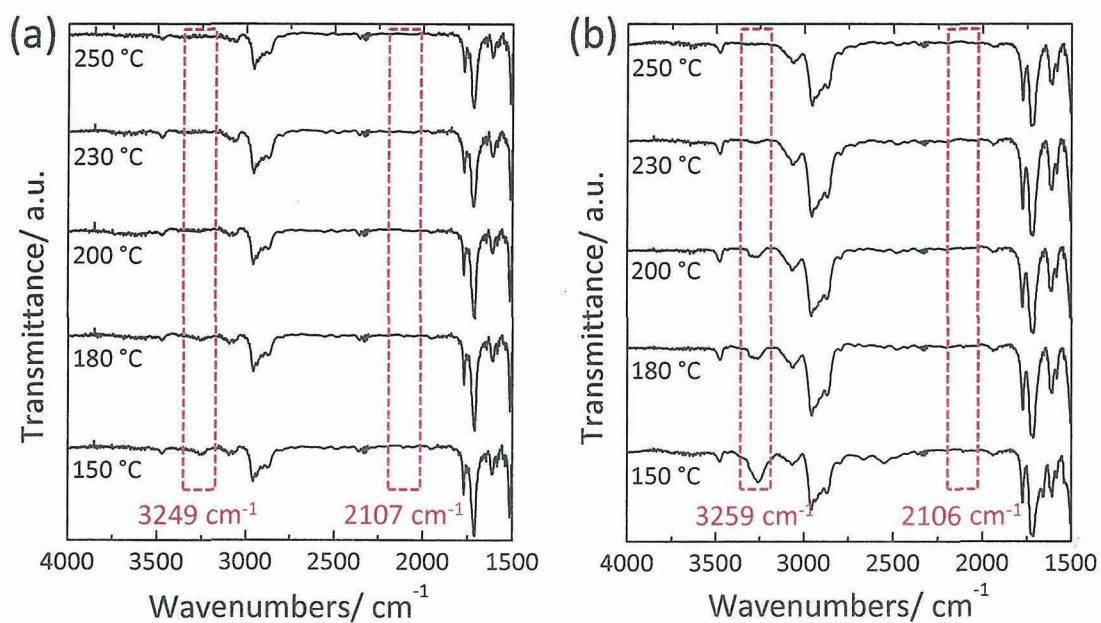 (a)
250 °C
230 °C
200 °C
180 °C
150 °C
3249 cm-1
2107 cm-1
4000 3500 3000 2500 2000 1500
Wavenumbers/ cm-1
Transmittance/ a.u.
(b)
250 °C
230 °C
200 °C
180 °C
150 °C
3259 cm-1
2106 cm-1
4000 3500 3000 2500 2000 1500
Wavenumbers/ cm-1
Transmittance/ a.u.